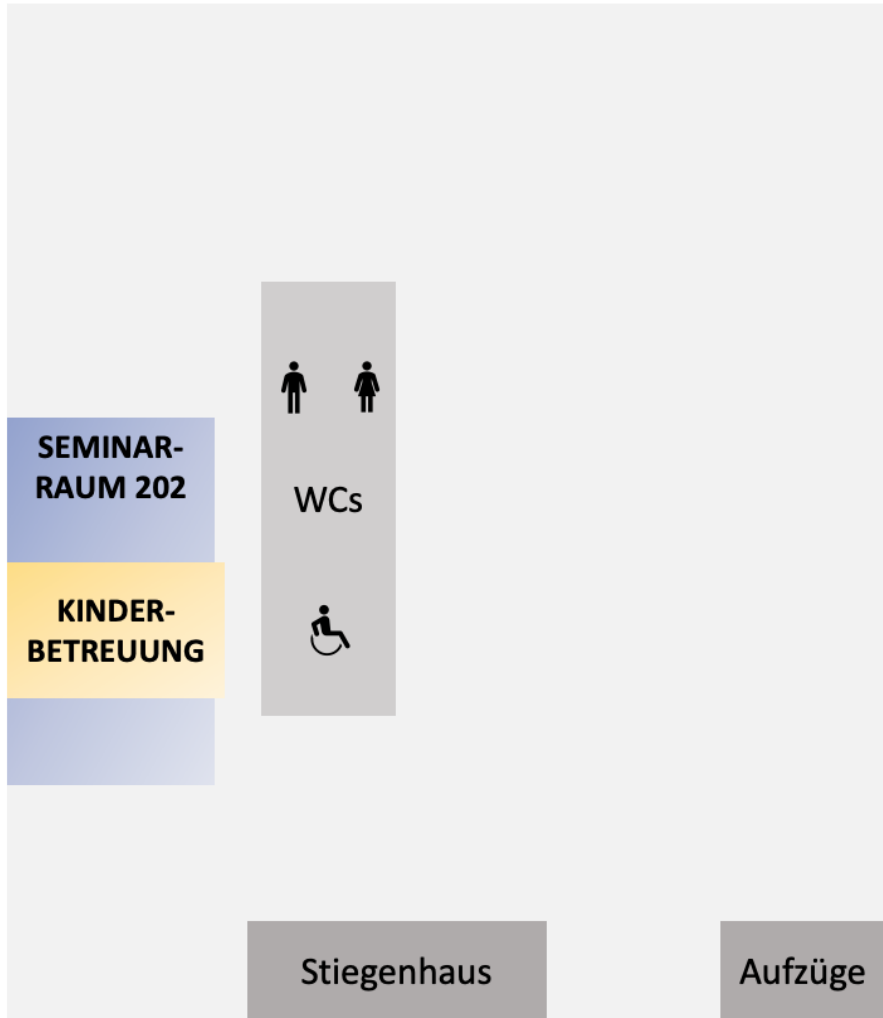 SEMINAR-
RAUM 202
WCs
KINDER-
BETREUUNG
Stiegenhaus
Aufzüge